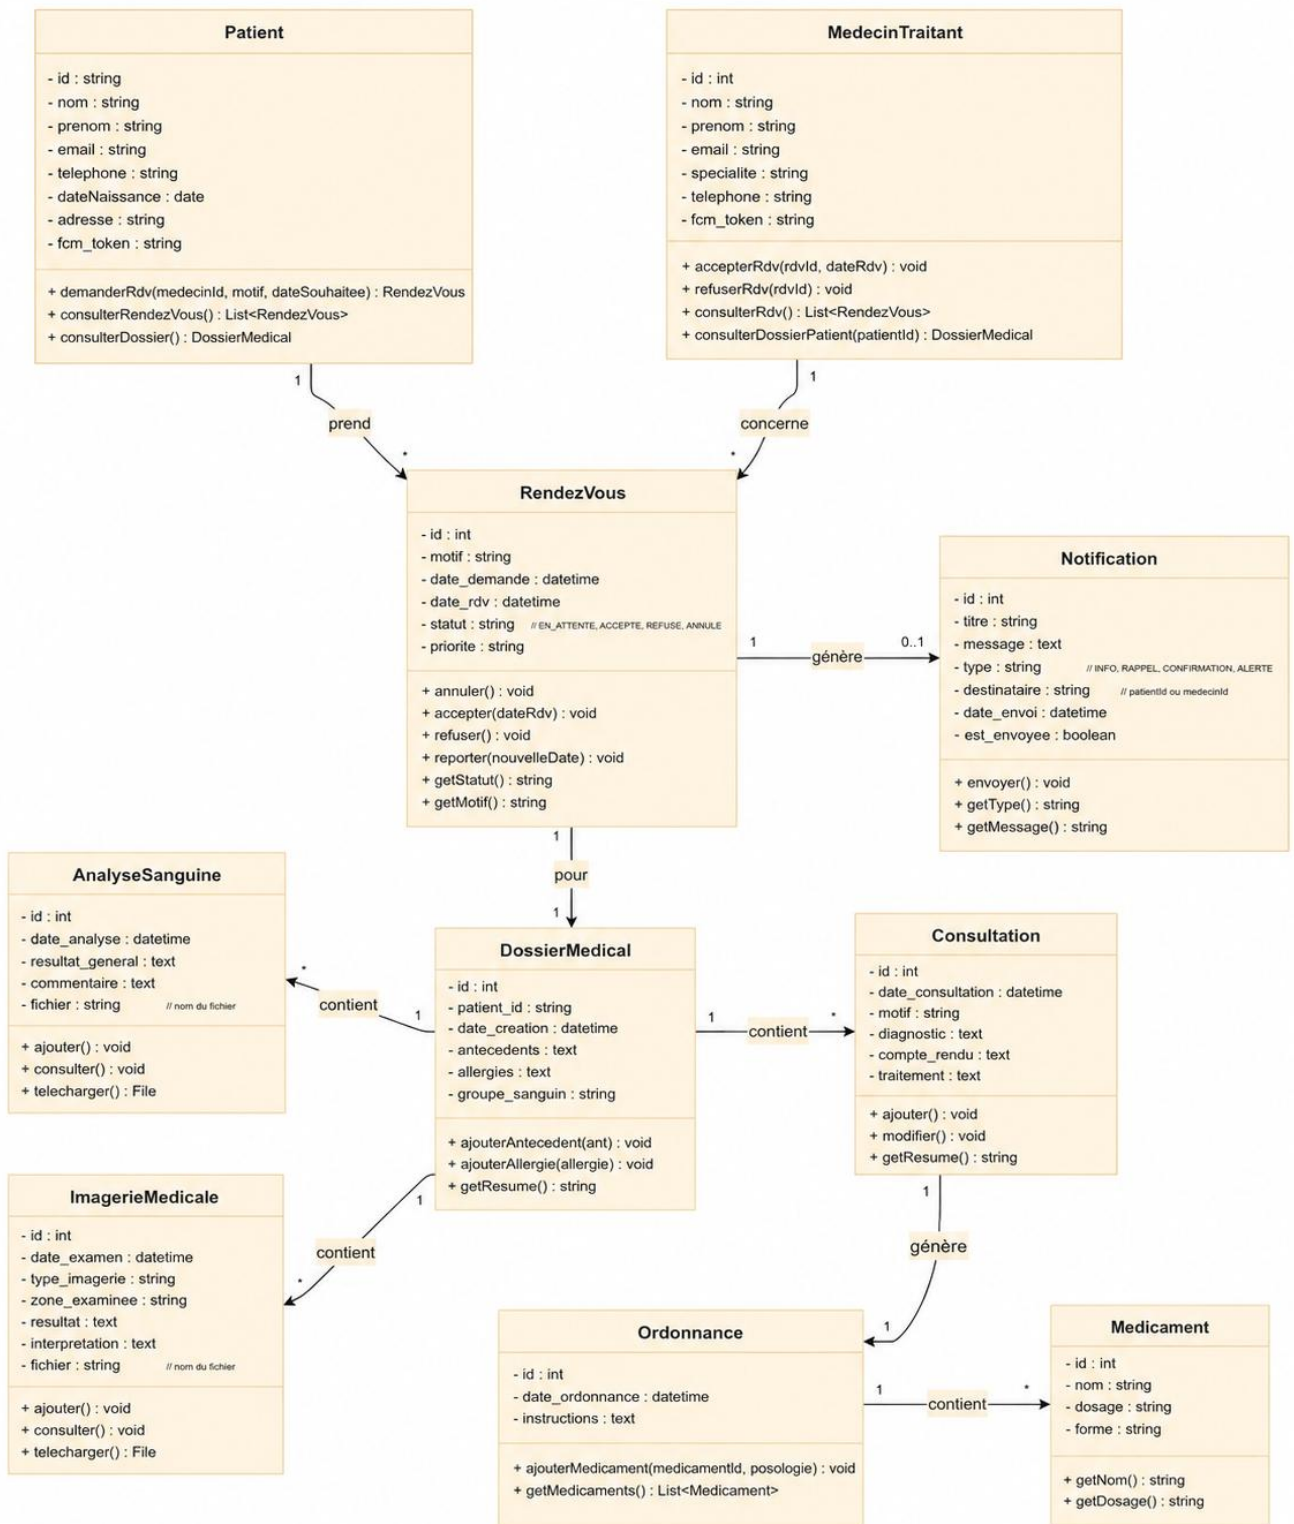 Patient
- id : string
- nom : string
- prenom : string
- email : string
- telephone : string
- dateNaissance : date
- adresse : string
- fcm_token : string
+ demanderRdv(medecinId, motif, dateSouhaitee) : RendezVous
+ consulterRendezVous() : List<RendezVous>
+ consulterDossier() : DossierMedical
MedecinTraitant
- id : int
- nom : string
- prenom : string
- email : string
- specialite : string
- telephone : string
- fcm_token : string
+ accepterRdv(rdvId, dateRdv) : void
+ refuserRdv(rdvId) : void
+ consulterRdv() : List<RendezVous>
+ consulterDossierPatient(patientId) : DossierMedical
1
prend
*
1
concerne
*
RendezVous
- id : int
- motif : string
- date_demande : datetime
- date_rdv : datetime
- statut : string // EN_ATTENTE, ACCEPTE, REFUSE, ANNULE
- priorite : string
+ annuler() : void
+ accepter(dateRdv) : void
+ refuser() : void
+ reporter(nouvelleDate) : void
+ getStatut() : string
+ getMotif() : string
1
génère
0..1
Notification
- id : int
- titre : string
- message : text
- type : string // INFO, RAPPEL, CONFIRMATION, ALERTE
- destinataire : string // patientId ou medecinId
- date_envoi : datetime
- est_envoyee : boolean
+ envoyer() : void
+ getType() : string
+ getMessage() : string
1
pour
1
AnalyseSanguine
- id : int
- date_analyse : datetime
- resultat_general : text
- commentaire : text
- fichier : string // nom du fichier
+ ajouter() : void
+ consulter() : void
+ telecharger() : File
*
contient
1
DossierMedical
- id : int
- patient_id : string
- date_creation : datetime
- antecedents : text
- allergies : text
- groupe_sanguin : string
+ ajouterAntecedent(ant) : void
+ ajouterAllergie(allergie) : void
+ getResume() : string
1
contient
*
Consultation
- id : int
- date_consultation : datetime
- motif : string
- diagnostic : text
- compte_rendu : text
- traitement : text
+ ajouter() : void
+ modifier() : void
+ getResume() : string
ImagerieMedicale
- id : int
- date_examen : datetime
- type_imagerie : string
- zone_examinee : string
- resultat : text
- interpretation : text
- fichier : string // nom du fichier
+ ajouter() : void
+ consulter() : void
+ telecharger() : File
1
contient
*
1
génère
1
Ordonnance
- id : int
- date_ordonnance : datetime
- instructions : text
+ ajouterMedicament(medicamentId, posologie) : void
+ getMedicaments() : List<Medicament>
1
contient
*
Medicament
- id : int
- nom : string
- dosage : string
- forme : string
+ getNom() : string
+ getDosage() : string